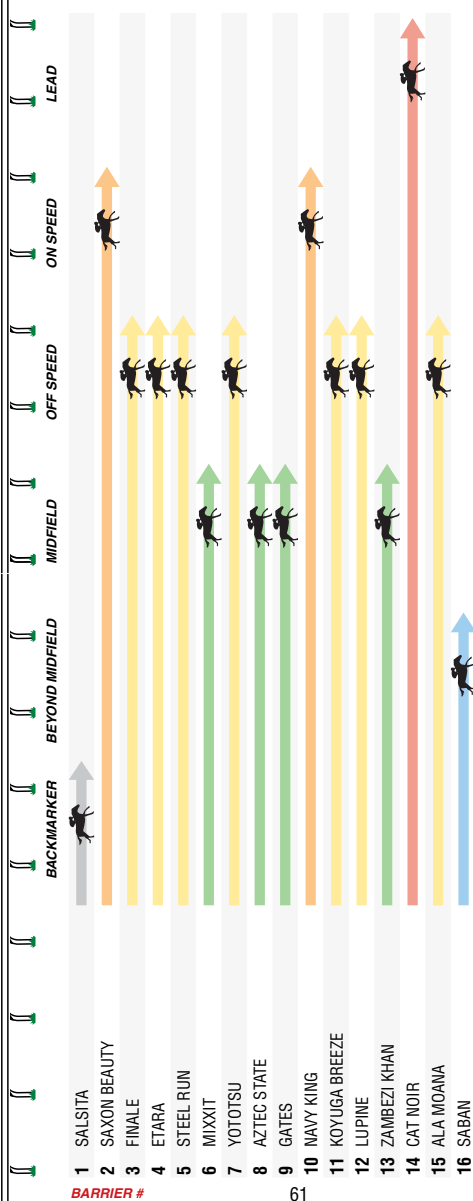 LEAD
ON SPEED
OFF SPEED
MIDFIELD
BEYOND MIDFIELD
BACKMARKER
1 SALSITA
2 SAXON BEAUTY
3 FINALE
4 ETARA
5 STEEL RUN
6 MIXXIT
7 YOTOTSU
8 AZTEC STATE
9 GATES
10 NAVY KING
11 KOYUGA BREEZE
12 LUPINE
13 ZAMBEZI KHAN
14 CAT NOIR
15 ALA MOANA
16 SABAN
BARRIER #
61